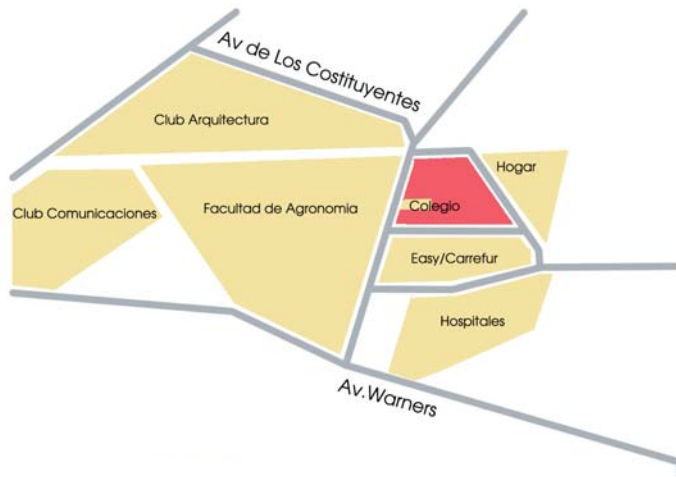 Av de Los Costituyentes
Club Arquitectura
Hogar
Club Comunicaciones
Facultad de Agronomia
Colegio
Easy/Carrefur
Hospitales
Av.Warners